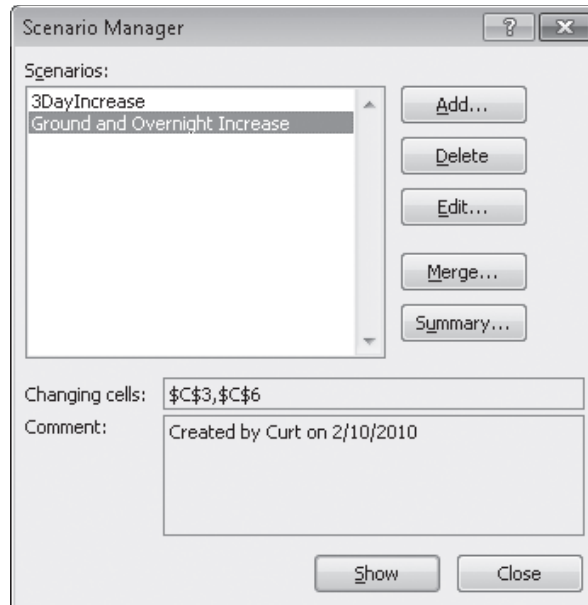 Scenario Manager
?
Scenarios:
3DayIncrease
Ground and Overnight Increase
Add...
Delete
Edit...
Merge...
Summary...
Changing cells: $C$3,$C$6
Comment: Created by Curt on 2/10/2010
Show Close